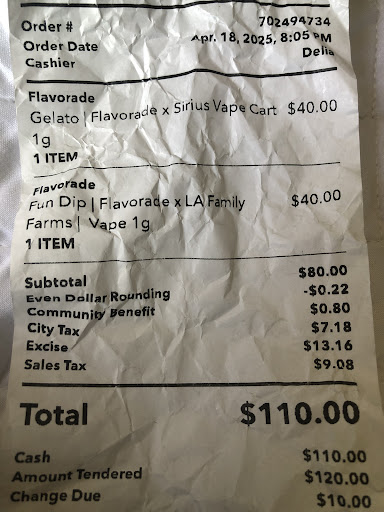 Order # 702494734
Order Date Apr. 18, 2025, 8:05 PM
Cashier Delia
Flavorade
Gelato | Flavorade x Sirius Vape Cart $40.00
1g
1 ITEM
Flavorade
Fun Dip | Flavorade x LA Family $40.00
Farms | Vape 1g
1 ITEM
Subtotal $80.00
Even Dollar Rounding -$0.22
Community Benefit $0.80
City Tax $7.18
Excise $13.16
Sales Tax $9.08
Total $110.00
Cash $110.00
Amount Tendered $120.00
Change Due $10.00